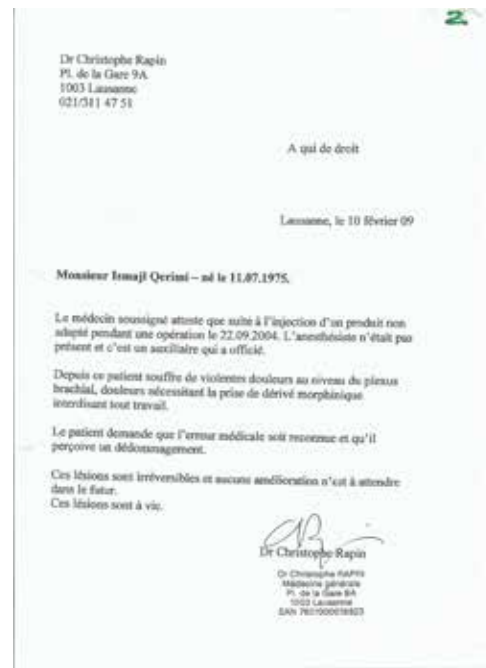 2.
Dr Christophe Rapin
Pl. de la Gare 9A
1003 Lausanne
021/311 47 51
A qui de droit
Lausanne, le 10 février 09
Monsieur Ismajl Qerimi – né le 11.07.1975.
Le médecin soussigné atteste que suite à l'injection d'un produit non
adapté pendant une opération le 22.09.2004. L'anesthésiste n'était pas
présent et c'est un auxiliaire qui a officié.
Depuis ce patient souffre de violentes douleurs au niveau du plexus
brachial, douleurs nécessitant la prise de dérivé morphinique
interdisant tout travail.
Le patient demande que l'erreur médicale soit reconnue et qu'il
perçoive un dédommagement.
Ces lésions sont irréversibles et aucune amélioration n'est à attendre
dans le futur.
Ces lésions sont à vie.
Dr Christophe Rapin
Dr Christophe RAPIN
Médecine générale
Pl. de la Gare 9A
1003 Lausanne
EAN